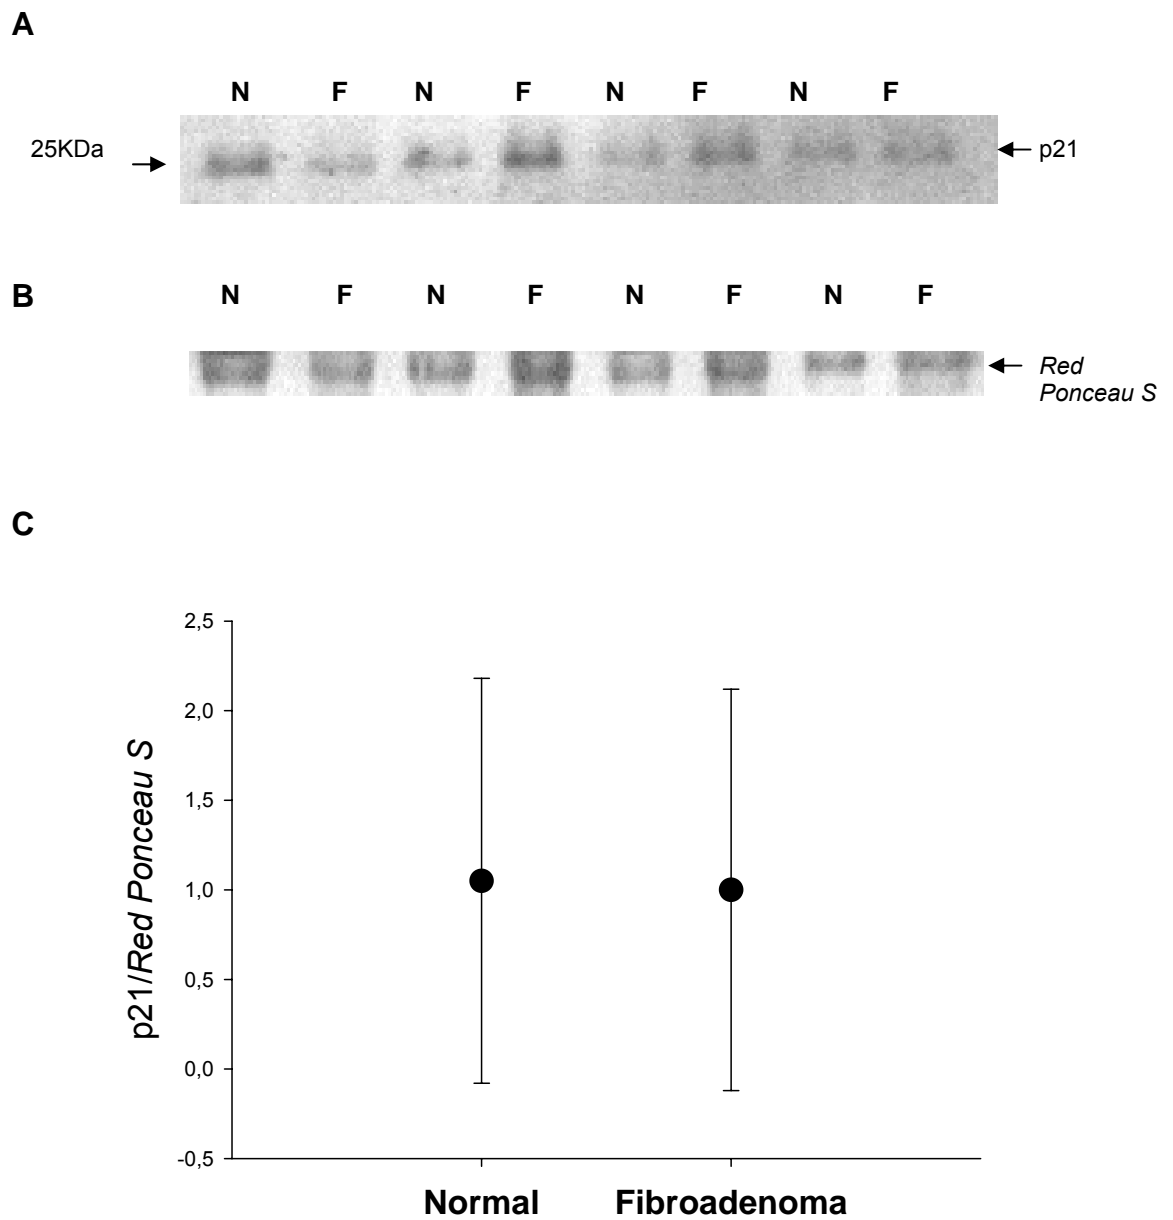 A
N F N F N F N F
25KDa
p21
B
N F N F N F N F
Red
Ponceau S
C
2,5
2,0
1,5
1,0
0,5
0,0
-0,5
p21/Red Ponceau S
Normal Fibroadenoma